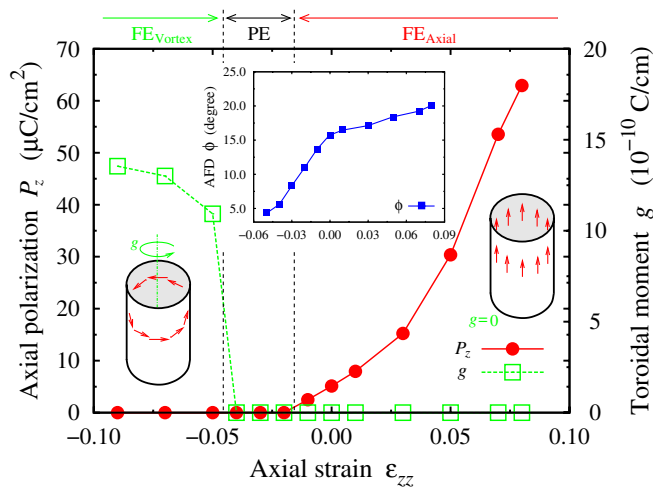 FE_Vortex PE FE_Axial
70 20
60
50 15
40
30 10
20
10 5
0 0
−0.10 −0.05 0.00 0.05 0.10
Axial strain ε_zz
Axial polarization P_z (μC/cm²)
Toroidal moment g (10⁻¹⁰ C/cm)
25.0
20.0
15.0
10.0
5.0
−0.06 −0.03 0.00 0.03 0.06 0.09
AFD ϕ (degree)
ϕ
g
g=0
P_z
g